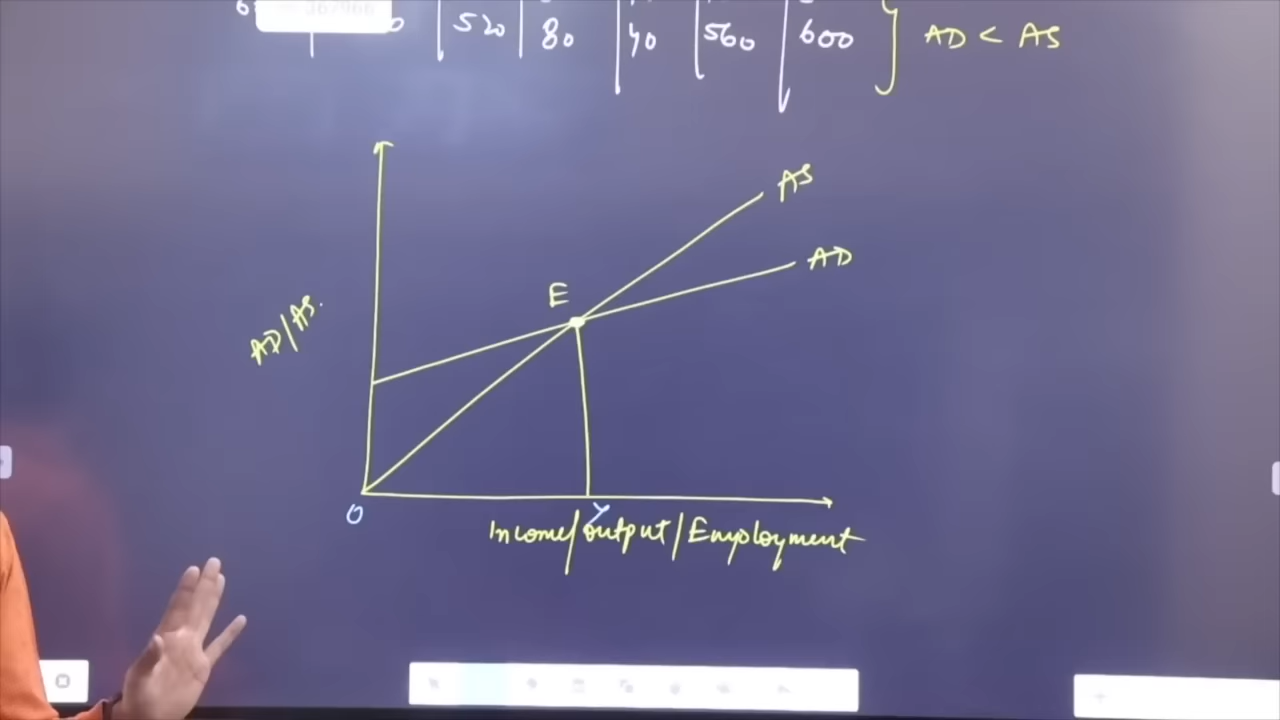 520 80 40 560 600 } AD < AS
AS
AD
E
AD/AS.
O Y
Income/output/Employment